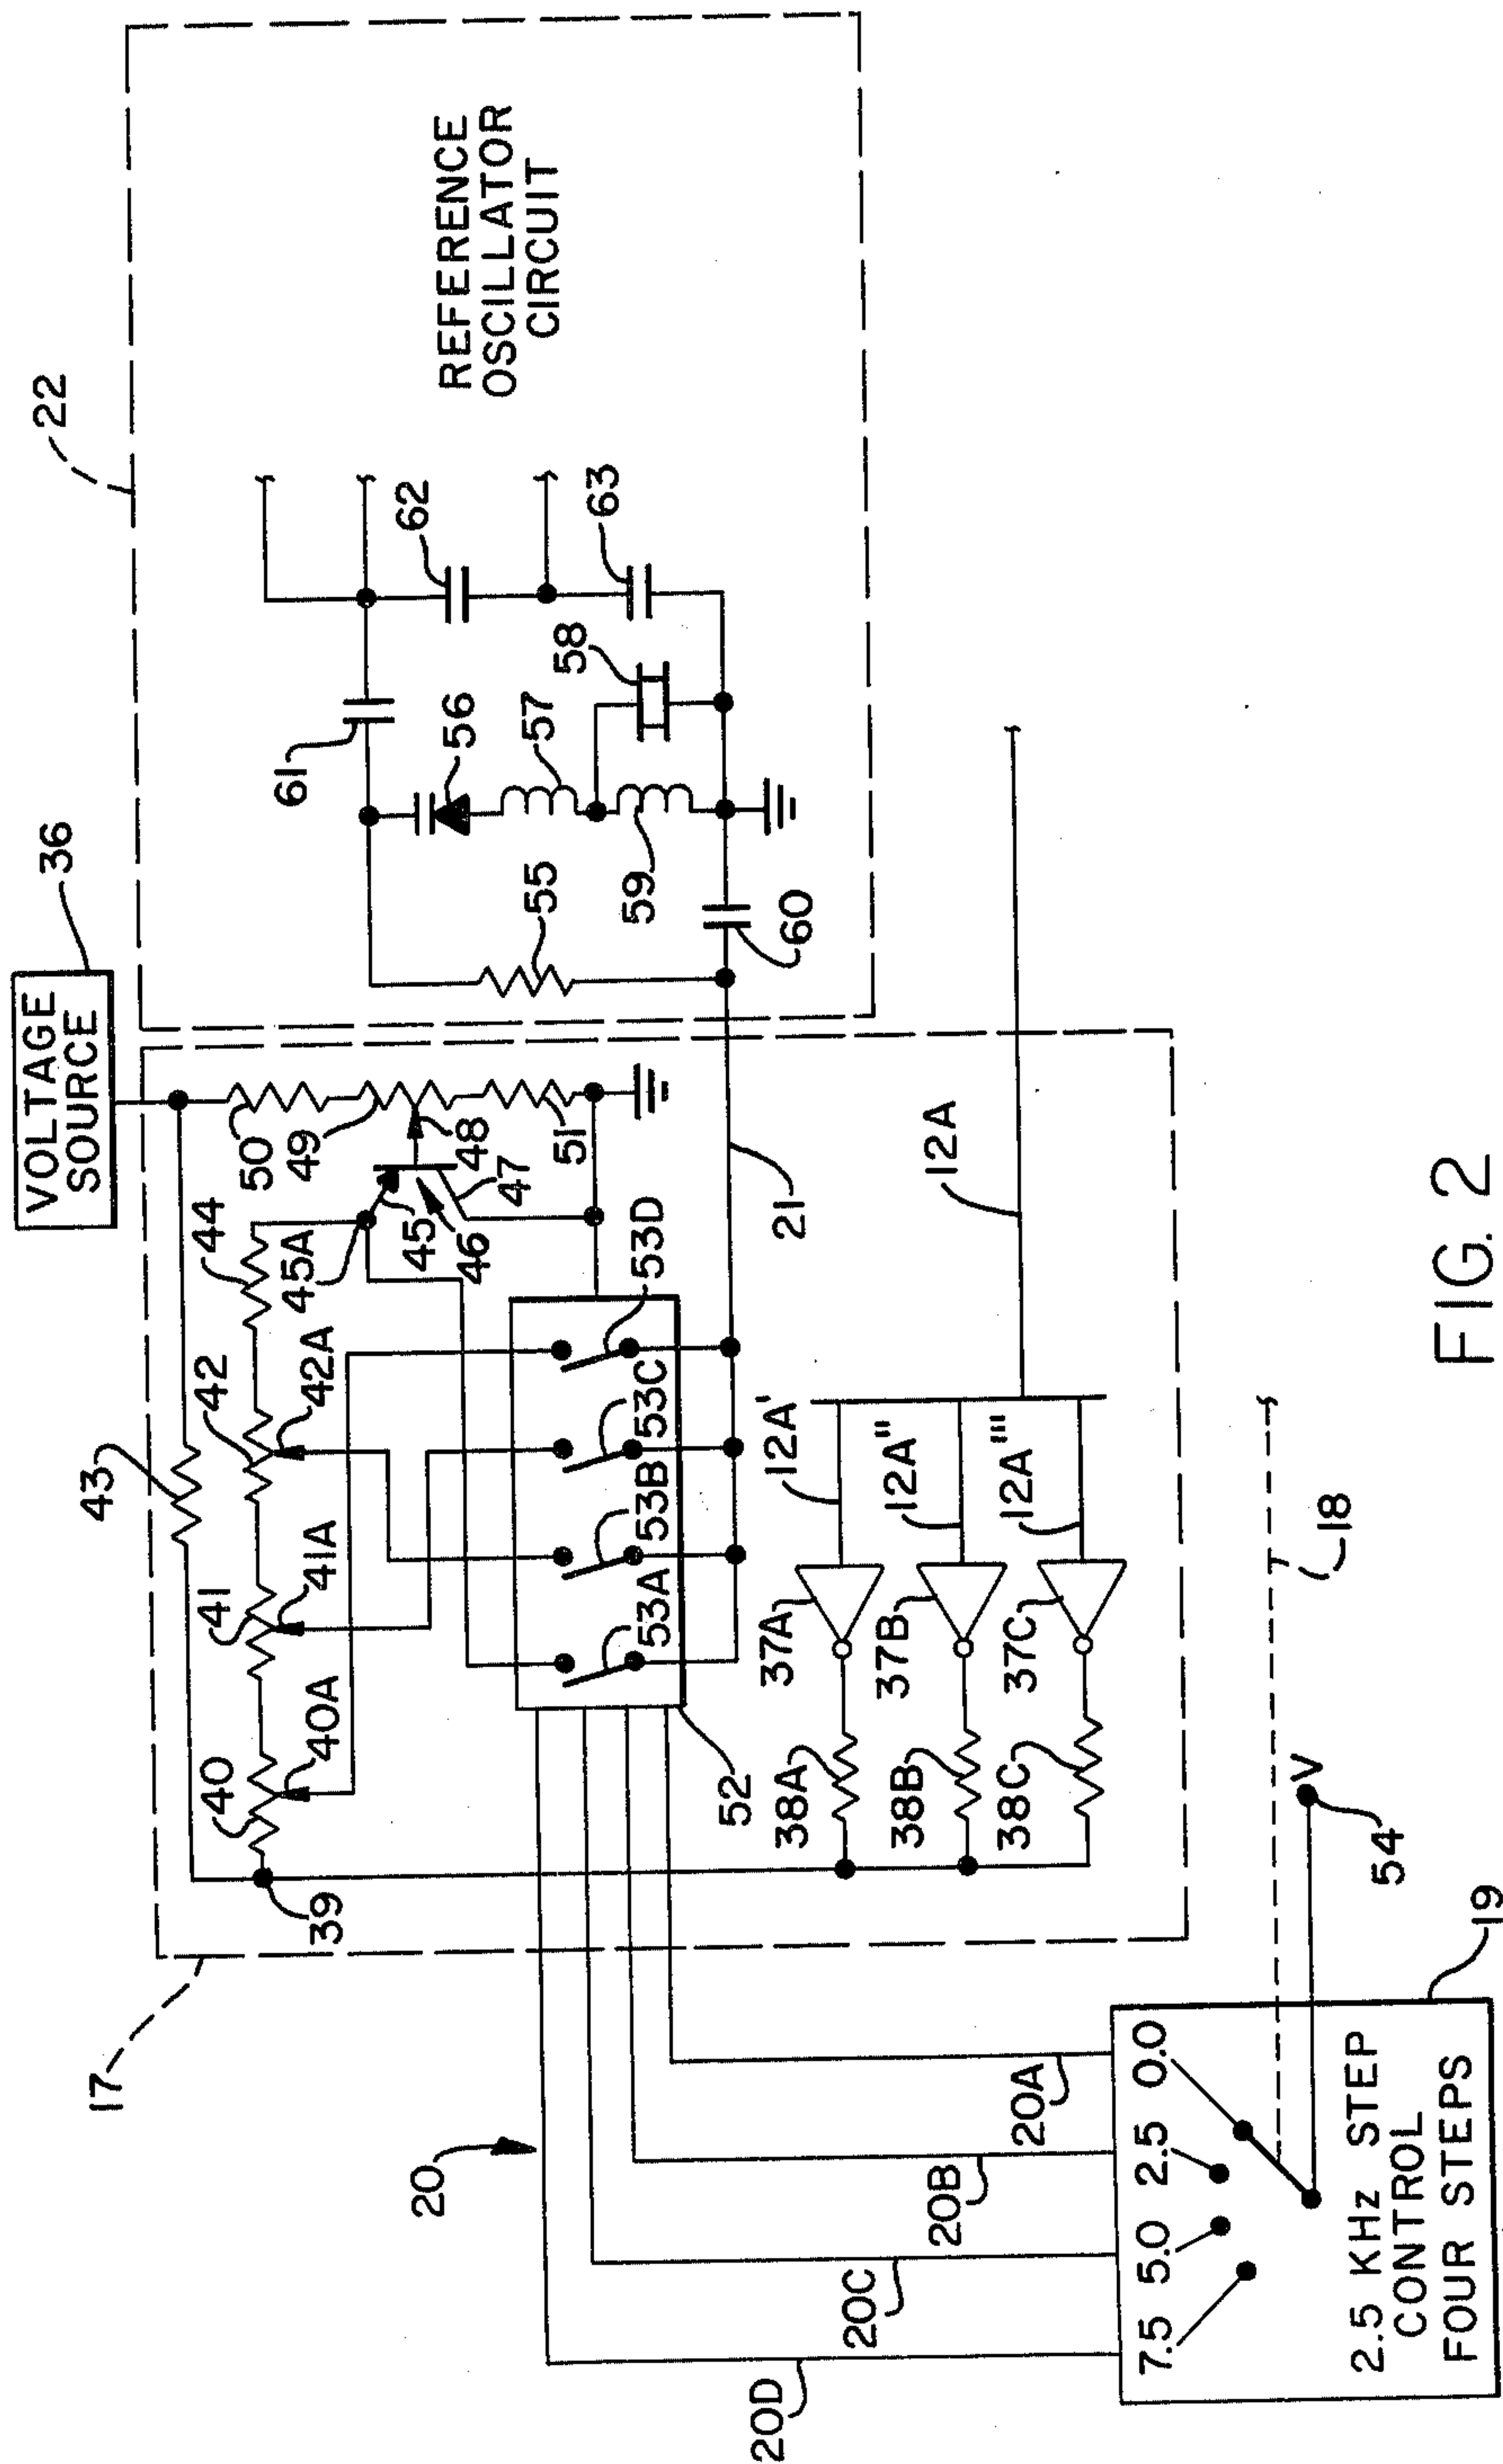 VOLTAGE
SOURCE
36
22
17
43
44
50
49
48
51
45A
45
46
47
42
42A
41
41A
40
40A
39
53A
53B
53C
53D
52
21
61
56
57
55
59
60
58
62
63
REFERENCE
OSCILLATOR
CIRCUIT
20
20A
20B
20C
20D
37A
37B
37C
38A
38B
38C
12A'
12A"
12A"'
12A
18
V
54
19
7.5 5.0 2.5 0.0
2.5 KHz STEP
CONTROL
FOUR STEPS
FIG. 2